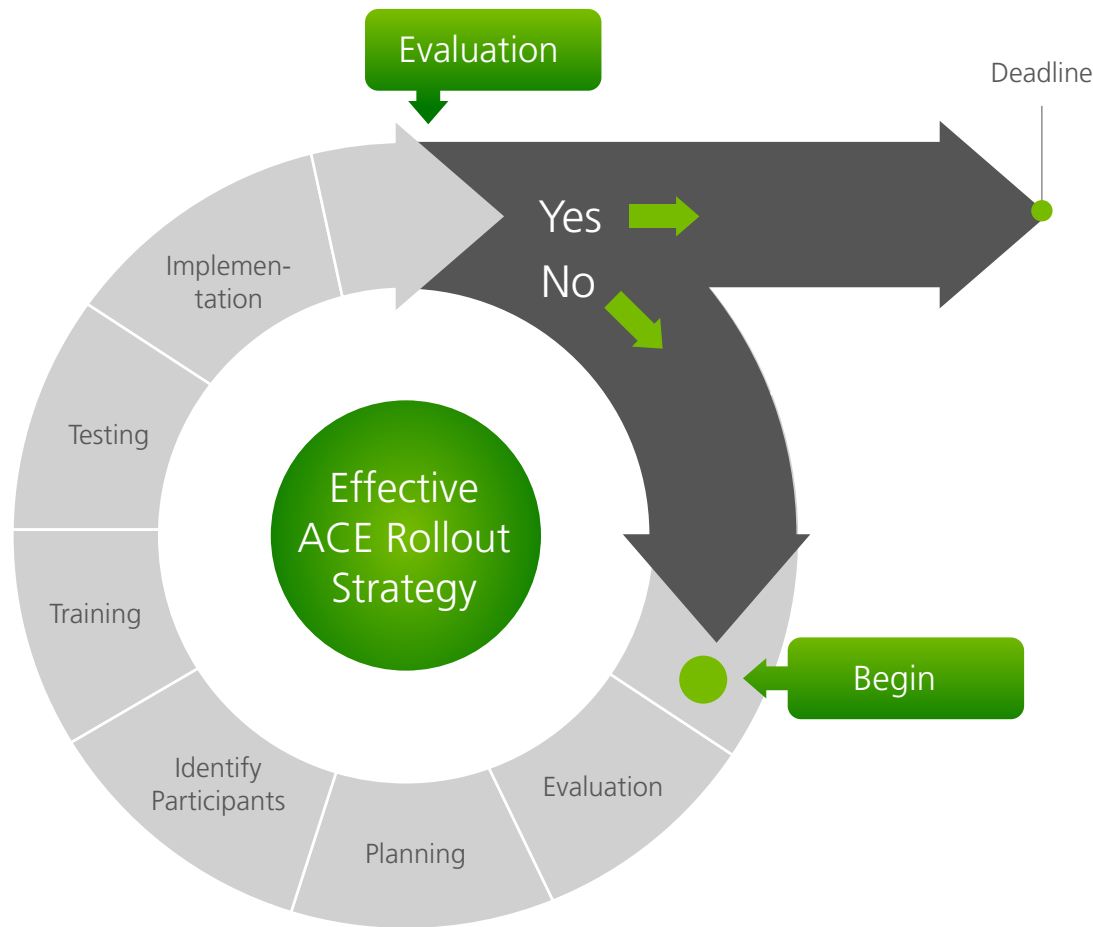 Evaluation
Deadline
Yes
No
Implemen-
tation
Testing
Effective
ACE Rollout
Strategy
Training
Begin
Identify
Participants
Evaluation
Planning